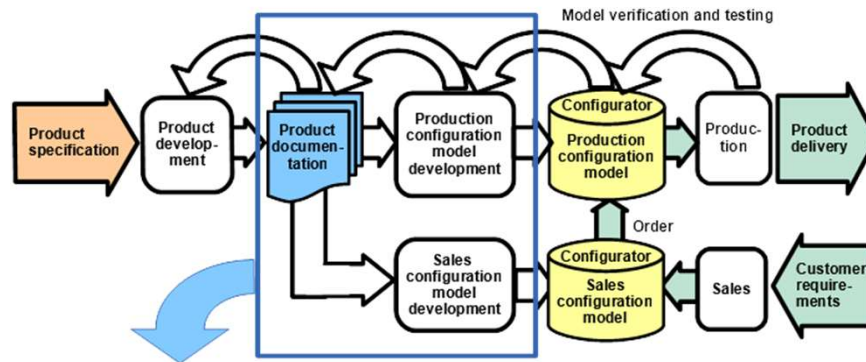 Model verification and testing
Product
specification
Product
develop-
ment
Product
documen-
tation
Production
configuration
model
development
Configurator
Production
configuration
model
Produc-
tion
Product
delivery
Order
Sales
configuration
model
development
Configurator
Sales
configuration
model
Sales
Customer
require-
ments